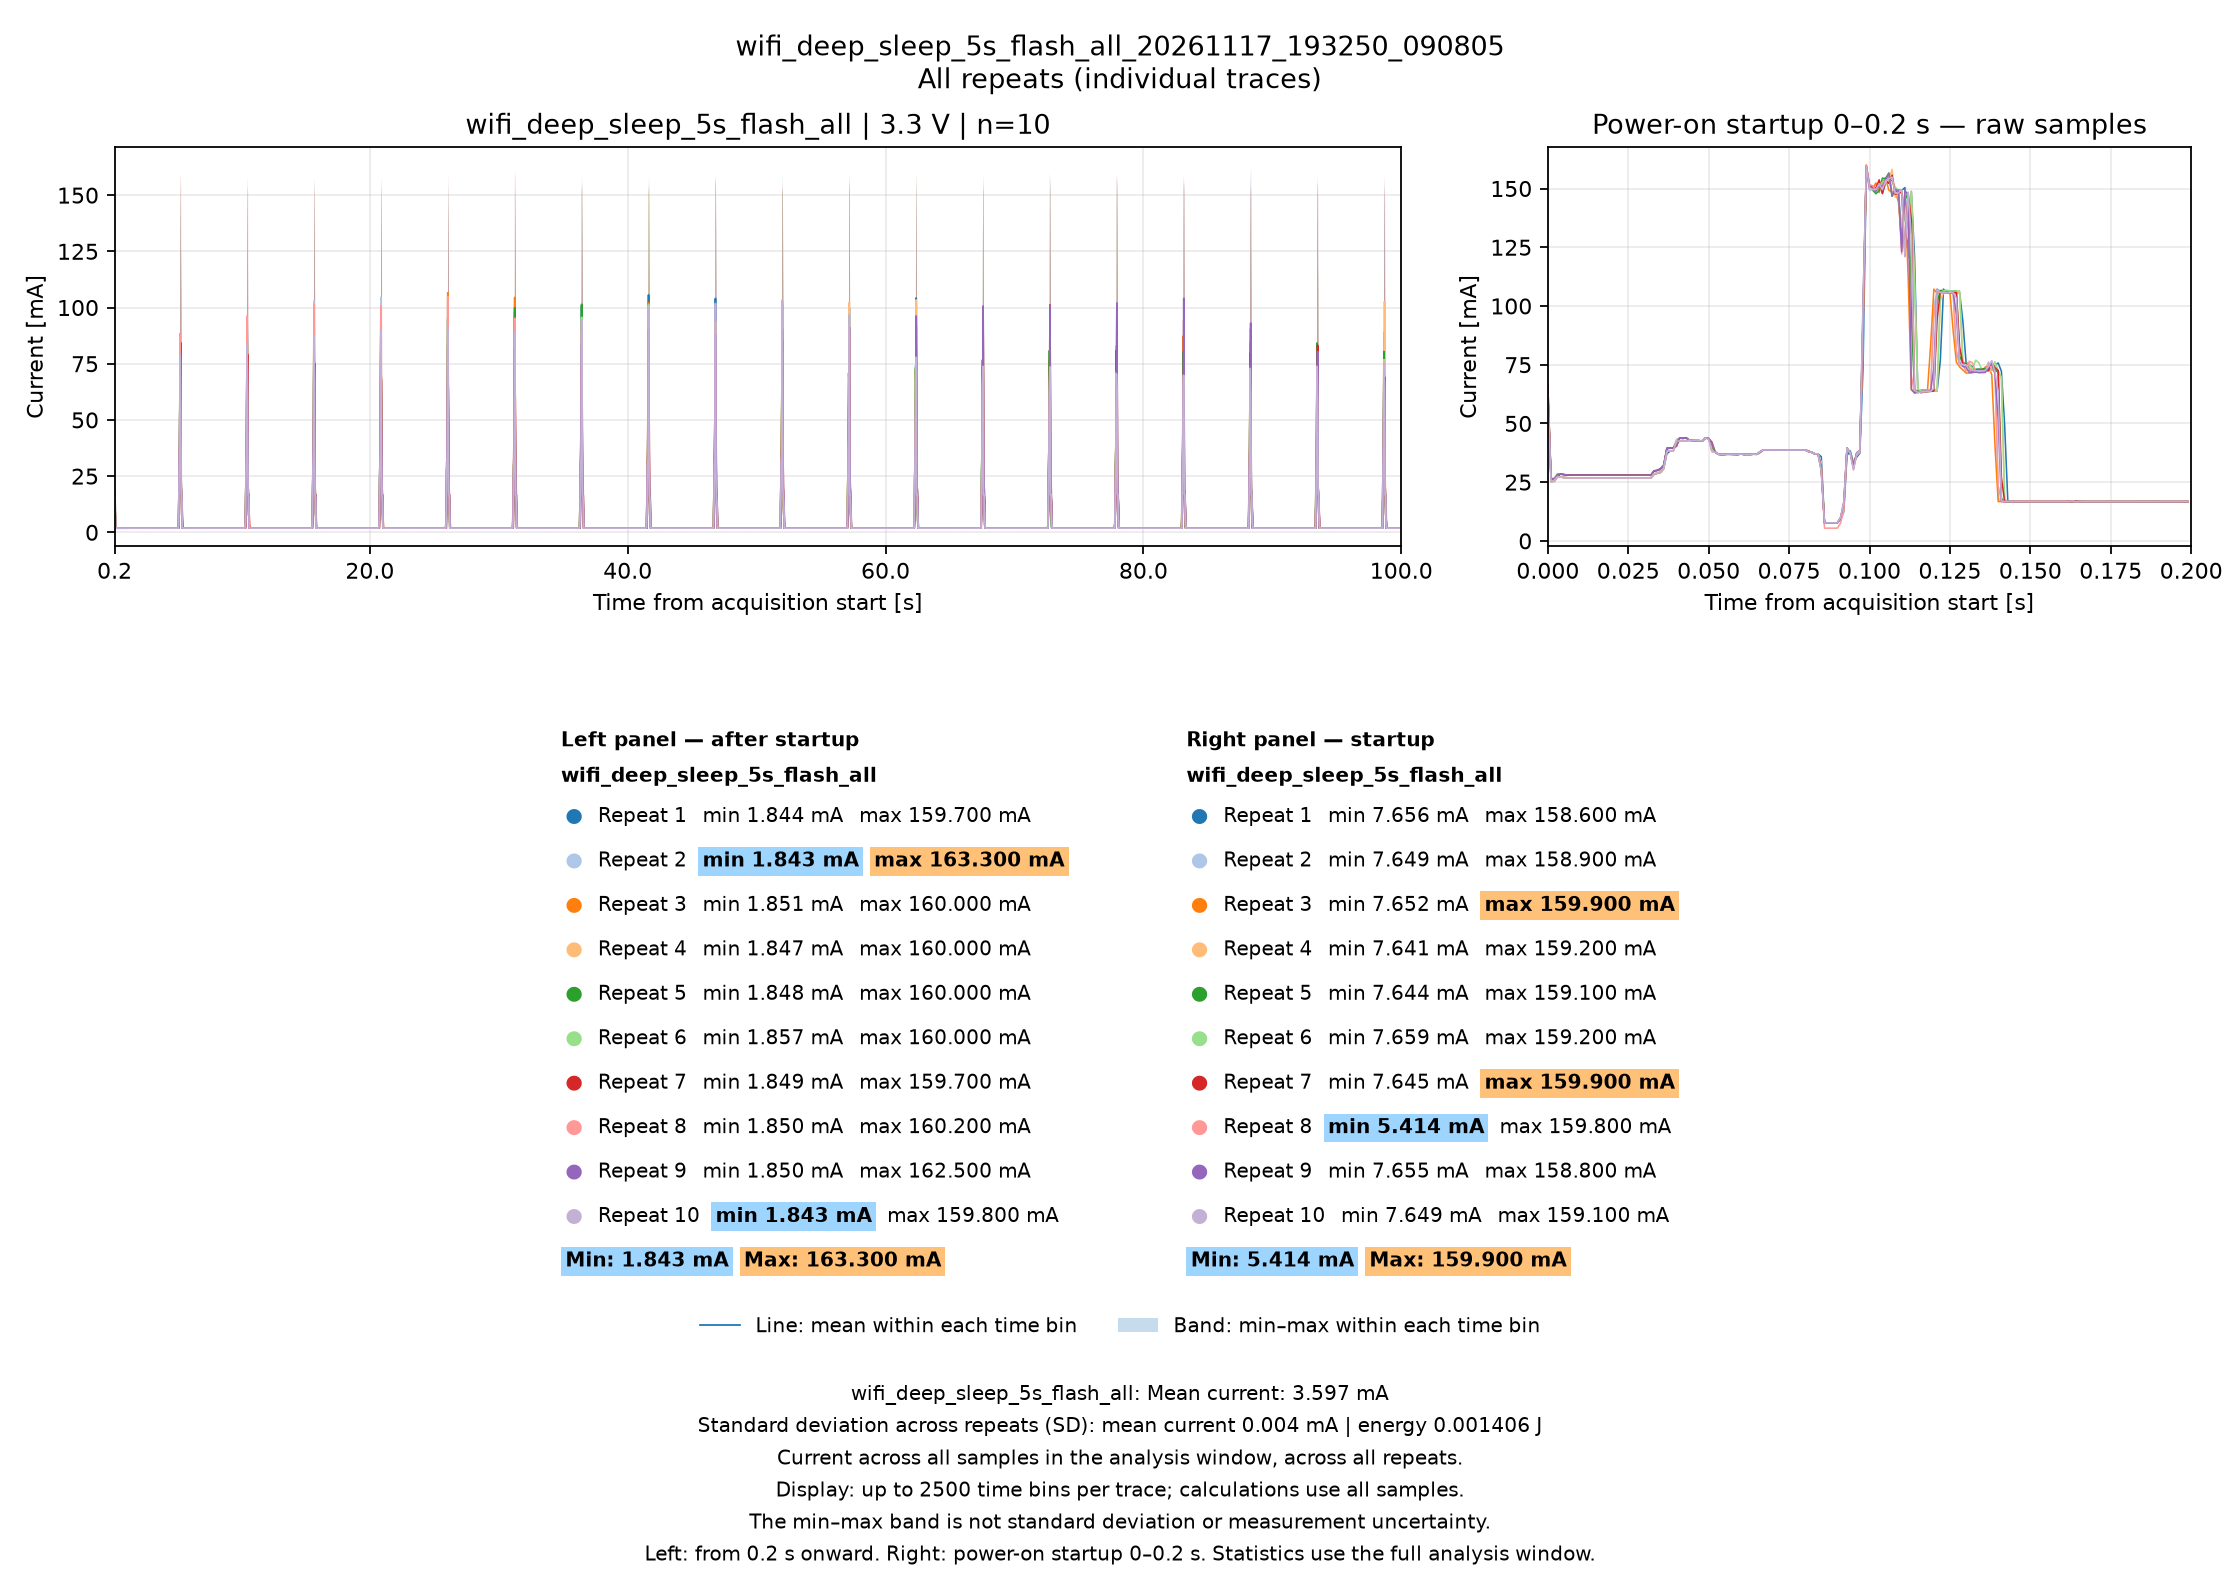 wifi_deep_sleep_5s_flash_all_20261117_193250_090805
All repeats (individual traces)
wifi_deep_sleep_5s_flash_all | 3.3 V | n=10
Current [mA]
150
125
100
75
50
25
0
0.2 20.0 40.0 60.0 80.0 100.0
Time from acquisition start [s]
Power-on startup 0–0.2 s — raw samples
Current [mA]
150
125
100
75
50
25
0
0.000 0.025 0.050 0.075 0.100 0.125 0.150 0.175 0.200
Time from acquisition start [s]
Left panel — after startup
wifi_deep_sleep_5s_flash_all
Repeat 1 min 1.844 mA max 159.700 mA
Repeat 2 min 1.843 mA max 163.300 mA
Repeat 3 min 1.851 mA max 160.000 mA
Repeat 4 min 1.847 mA max 160.000 mA
Repeat 5 min 1.848 mA max 160.000 mA
Repeat 6 min 1.857 mA max 160.000 mA
Repeat 7 min 1.849 mA max 159.700 mA
Repeat 8 min 1.850 mA max 160.200 mA
Repeat 9 min 1.850 mA max 162.500 mA
Repeat 10 min 1.843 mA max 159.800 mA
Min: 1.843 mA Max: 163.300 mA
Right panel — startup
wifi_deep_sleep_5s_flash_all
Repeat 1 min 7.656 mA max 158.600 mA
Repeat 2 min 7.649 mA max 158.900 mA
Repeat 3 min 7.652 mA max 159.900 mA
Repeat 4 min 7.641 mA max 159.200 mA
Repeat 5 min 7.644 mA max 159.100 mA
Repeat 6 min 7.659 mA max 159.200 mA
Repeat 7 min 7.645 mA max 159.900 mA
Repeat 8 min 5.414 mA max 159.800 mA
Repeat 9 min 7.655 mA max 158.800 mA
Repeat 10 min 7.649 mA max 159.100 mA
Min: 5.414 mA Max: 159.900 mA
Line: mean within each time bin
Band: min–max within each time bin
wifi_deep_sleep_5s_flash_all: Mean current: 3.597 mA
Standard deviation across repeats (SD): mean current 0.004 mA | energy 0.001406 J
Current across all samples in the analysis window, across all repeats.
Display: up to 2500 time bins per trace; calculations use all samples.
The min–max band is not standard deviation or measurement uncertainty.
Left: from 0.2 s onward. Right: power-on startup 0–0.2 s. Statistics use the full analysis window.